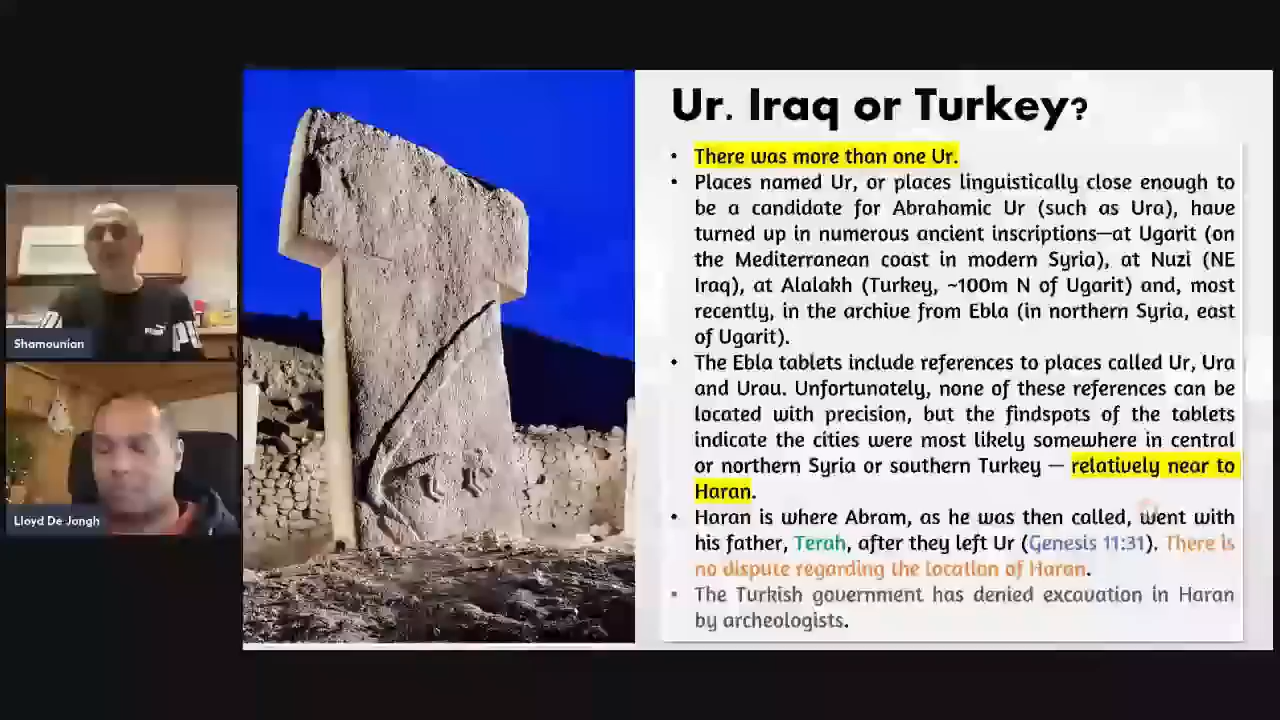 Ur. Iraq or Turkey?
• There was more than one Ur.
• Places named Ur, or places linguistically close enough to
be a candidate for Abrahamic Ur (such as Ura), have
turned up in numerous ancient inscriptions—at Ugarit (on
the Mediterranean coast in modern Syria), at Nuzi (NE
Iraq), at Alalakh (Turkey, ~100m N of Ugarit) and, most
recently, in the archive from Ebla (in northern Syria, east
of Ugarit).
• The Ebla tablets include references to places called Ur, Ura
and Urau. Unfortunately, none of these references can be
located with precision, but the findspots of the tablets
indicate the cities were most likely somewhere in central
or northern Syria or southern Turkey — relatively near to
Haran.
• Haran is where Abram, as he was then called, went with
his father, Terah, after they left Ur (Genesis 11:31). There is
no dispute regarding the location of Haran.
• The Turkish government has denied excavation in Haran
by archeologists.
Shamounian
Lloyd De Jongh